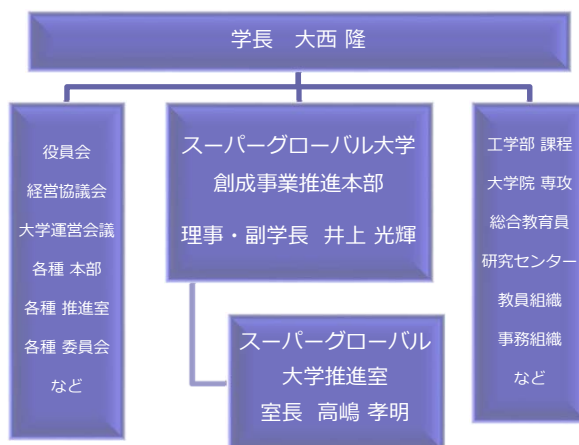 学長　大西 隆
役員会
経営協議会
大学運営会議
各種 本部
各種 推進室
各種 委員会
など
スーパーグローバル大学
創成事業推進本部
理事・副学長　井上 光輝
スーパーグローバル
大学推進室
室長　高嶋 孝明
工学部 課程
大学院 専攻
総合教育員
研究センター
教員組織
事務組織
など